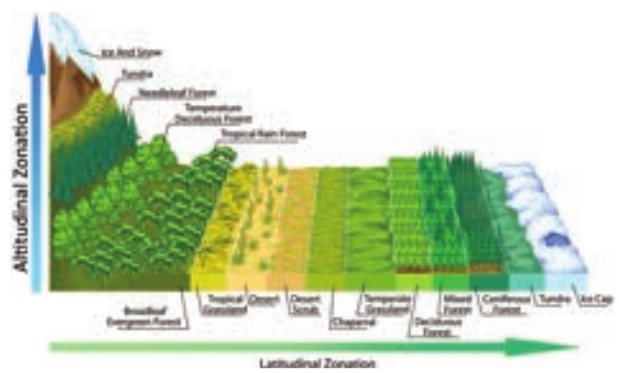 Ice And Snow
Tundra
Needleleaf Forest
Temperature
Deciduous Forest
Tropical Rain Forest
Altitudinal Zonation
Broadleaf
Evergreen Forest
Tropical
Grassland
Desert
Desert
Scrub
Chaparral
Temperate
Grassland
Deciduous
Forest
Mixed
Forest
Coniferous
Forest
Tundra
Ice Cap
Latitudinal Zonation